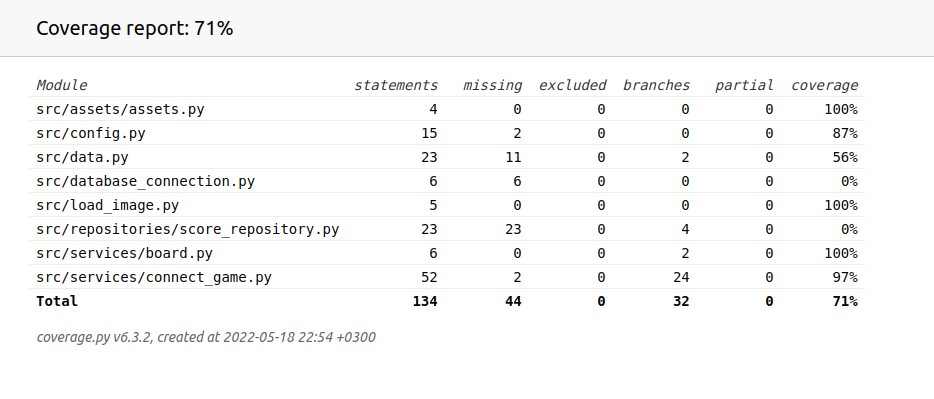 Coverage report: 71%
Module statements missing excluded branches partial coverage
src/assets/assets.py 4 0 0 0 0 100%
src/config.py 15 2 0 0 0 87%
src/data.py 23 11 0 2 0 56%
src/database_connection.py 6 6 0 0 0 0%
src/load_image.py 5 0 0 0 0 100%
src/repositories/score_repository.py 23 23 0 4 0 0%
src/services/board.py 6 0 0 2 0 100%
src/services/connect_game.py 52 2 0 24 0 97%
Total 134 44 0 32 0 71%
coverage.py v6.3.2, created at 2022-05-18 22:54 +0300